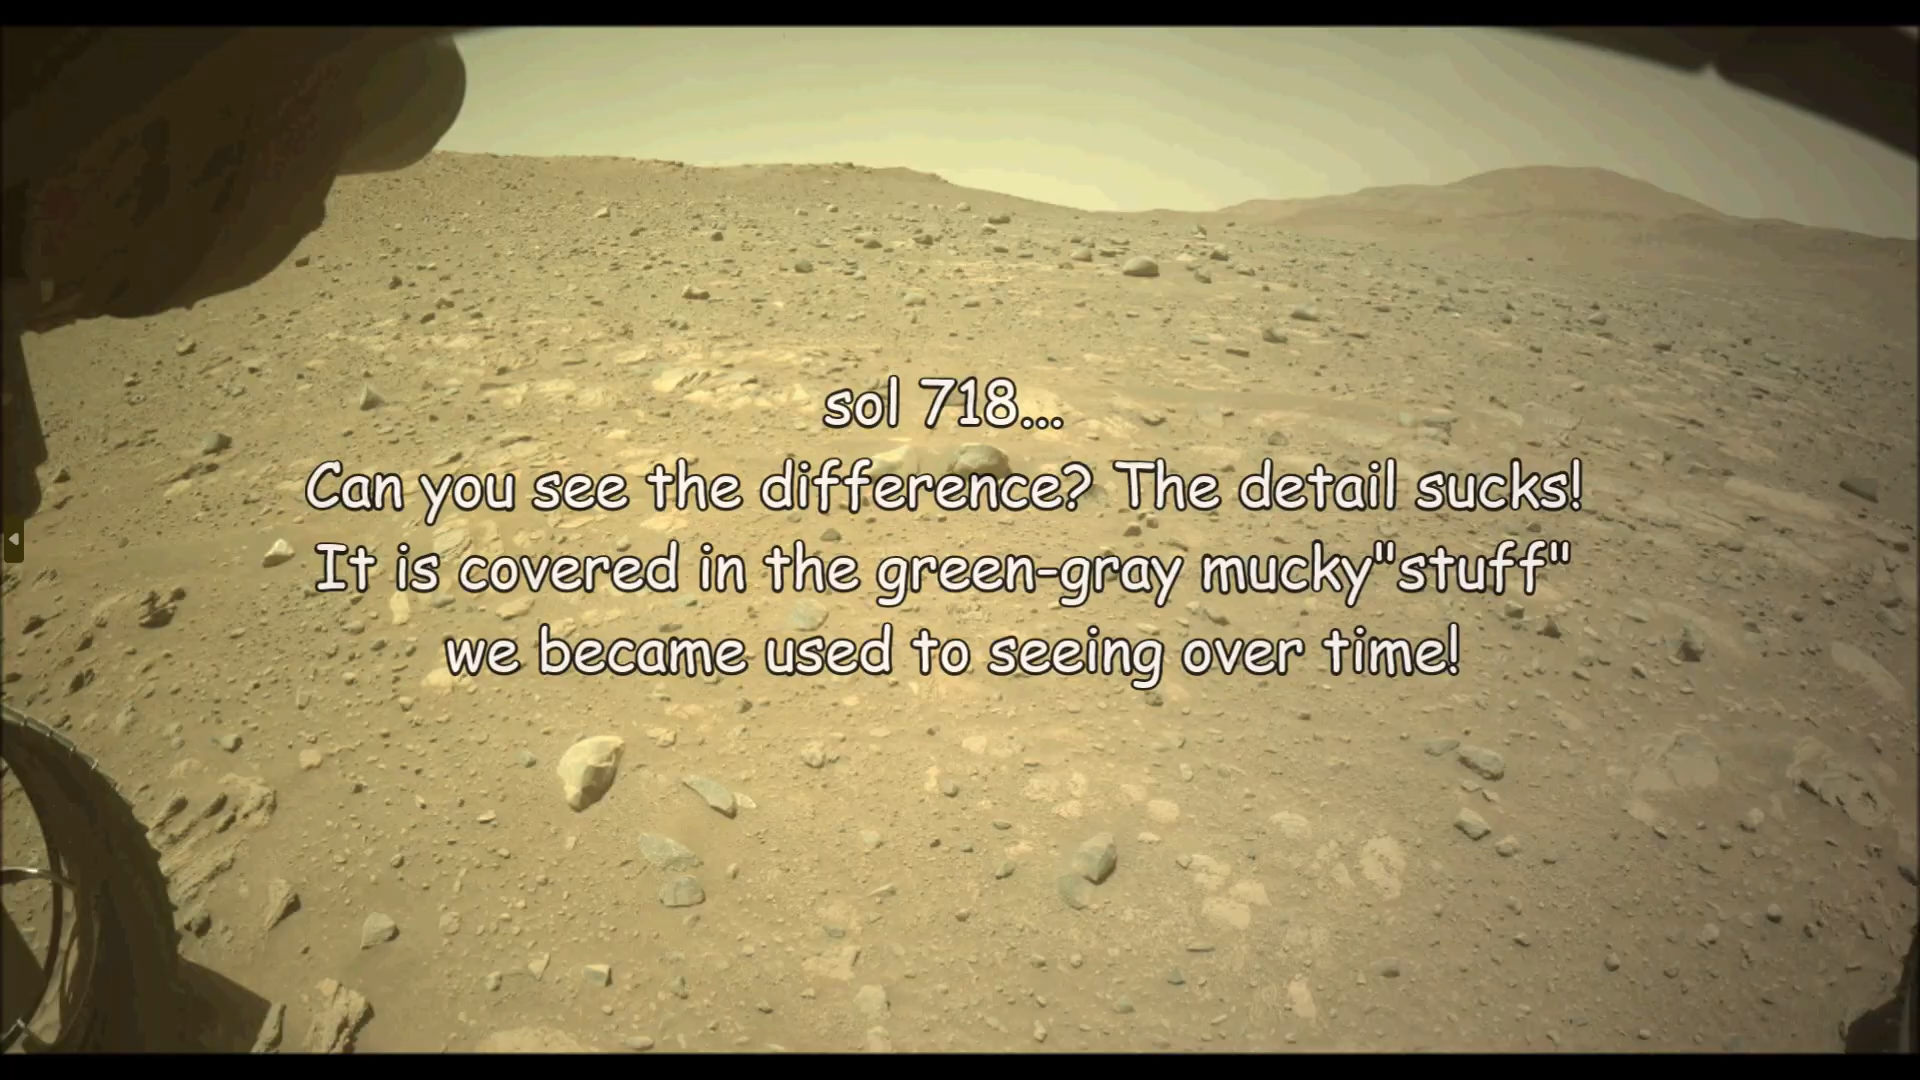 sol 718...
Can you see the difference? The detail sucks!
It is covered in the green-gray mucky"stuff"
we became used to seeing over time!